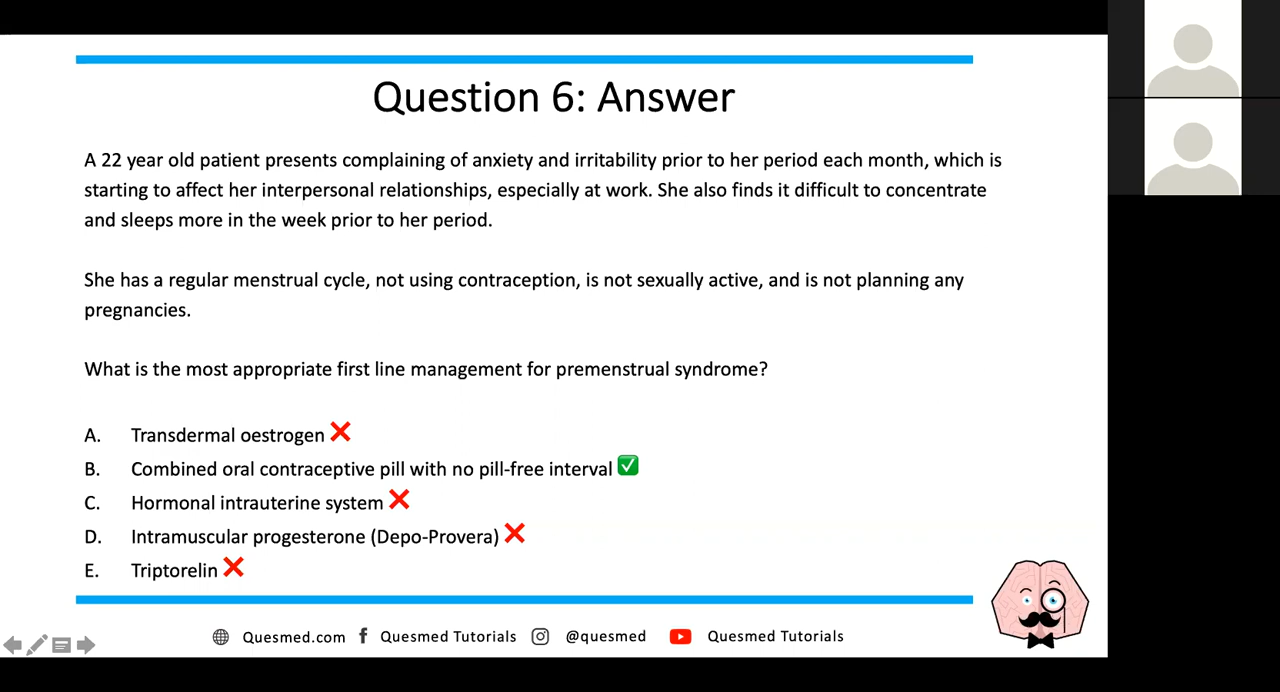 Question 6: Answer
A 22 year old patient presents complaining of anxiety and irritability prior to her period each month, which is
starting to affect her interpersonal relationships, especially at work. She also finds it difficult to concentrate
and sleeps more in the week prior to her period.
She has a regular menstrual cycle, not using contraception, is not sexually active, and is not planning any
pregnancies.
What is the most appropriate first line management for premenstrual syndrome?
A. Transdermal oestrogen ❌
B. Combined oral contraceptive pill with no pill-free interval ✅
C. Hormonal intrauterine system ❌
D. Intramuscular progesterone (Depo-Provera) ❌
E. Triptorelin ❌
Quesmed.com f Quesmed Tutorials @quesmed Quesmed Tutorials